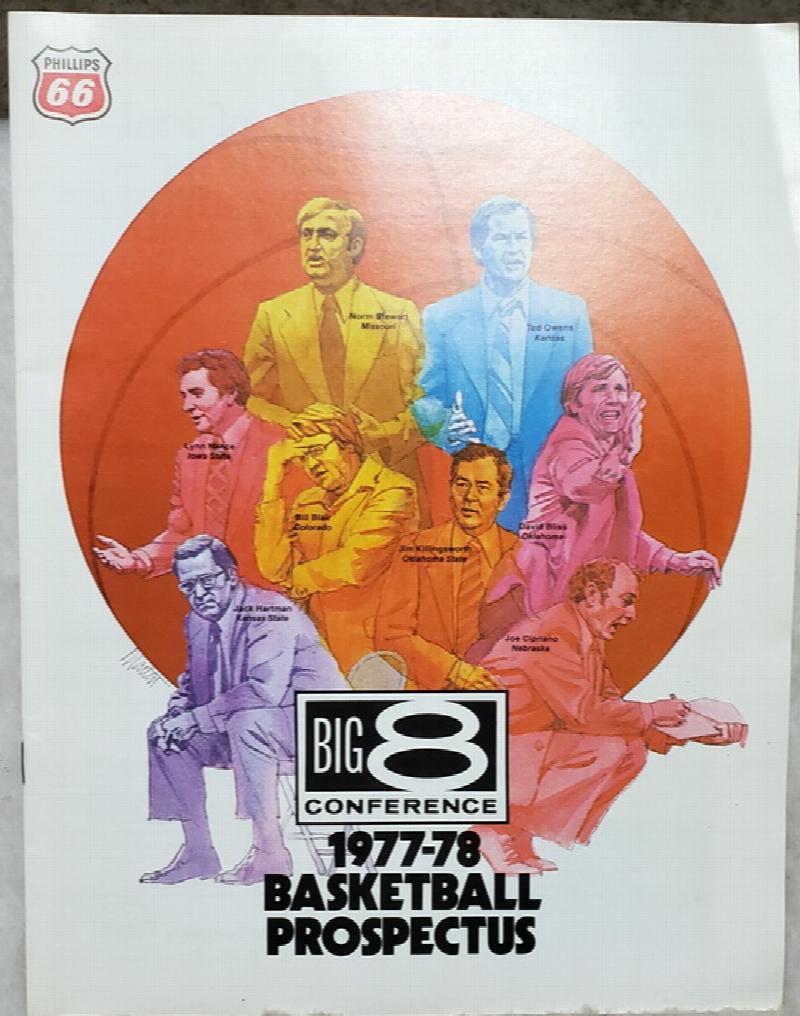 PHILLIPS
66
Norm Stewart
Missouri
Ted Owens
Kansas
Lynn Nance
Iowa State
Bill Blair
Colorado
David Bliss
Oklahoma
Jim Killingsworth
Oklahoma State
Jack Hartman
Kansas State
Joe Cipriano
Nebraska
BIG 8
CONFERENCE
1977-78
BASKETBALL
PROSPECTUS